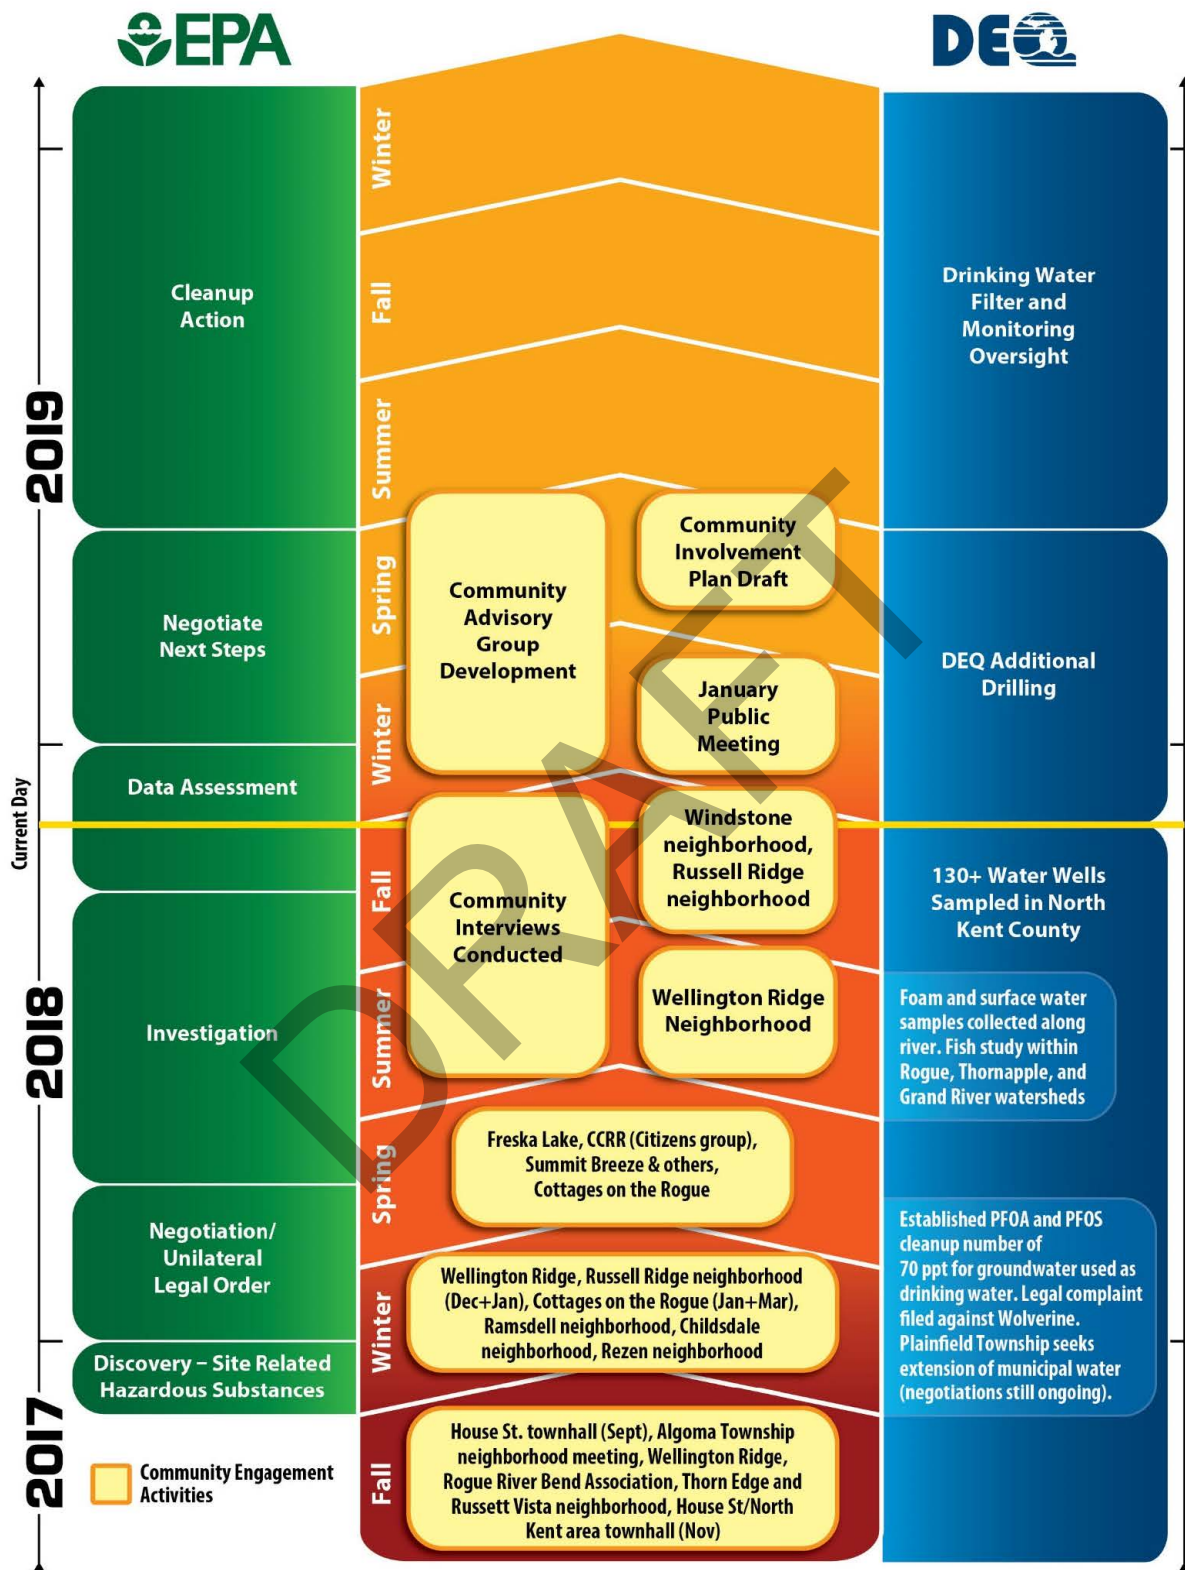 EPA
DEQ
Winter
Fall
Summer
Spring
Winter
Fall
Summer
Spring
Winter
Fall
2019
2018
2017
Current Day
Cleanup
Action
Negotiate
Next Steps
Data Assessment
Investigation
Negotiation/
Unilateral
Legal Order
Discovery – Site Related
Hazardous Substances
Community Engagement
Activities
Community
Advisory
Group
Development
Community
Involvement
Plan Draft
January
Public
Meeting
Community
Interviews
Conducted
Windstone
neighborhood,
Russell Ridge
neighborhood
Wellington Ridge
Neighborhood
Freska Lake, CCRR (Citizens group),
Summit Breeze & others,
Cottages on the Rogue
Wellington Ridge, Russell Ridge neighborhood
(Dec+Jan), Cottages on the Rogue (Jan+Mar),
Ramsdell neighborhood, Childsdale
neighborhood, Rezen neighborhood
House St. townhall (Sept), Algoma Township
neighborhood meeting, Wellington Ridge,
Rogue River Bend Association, Thorn Edge and
Russett Vista neighborhood, House St/North
Kent area townhall (Nov)
Drinking Water
Filter and
Monitoring
Oversight
DEQ Additional
Drilling
130+ Water Wells
Sampled in North
Kent County
Foam and surface water
samples collected along
river. Fish study within
Rogue, Thornapple, and
Grand River watersheds
Established PFOA and PFOS
cleanup number of
70 ppt for groundwater used as
drinking water. Legal complaint
filed against Wolverine.
Plainfield Township seeks
extension of municipal water
(negotiations still ongoing).
DRAFT